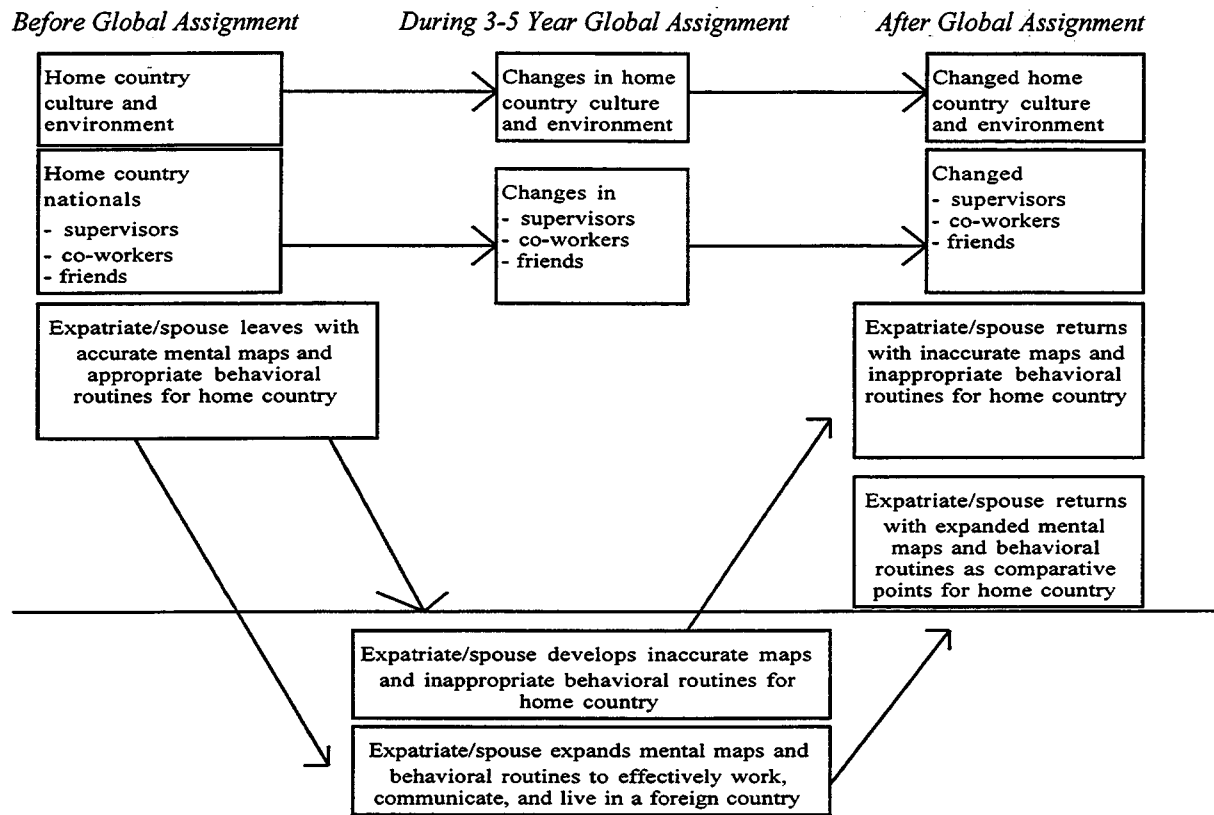 Before Global Assignment
During 3-5 Year Global Assignment
After Global Assignment
Home country
culture and
environment
Changes in home
country culture
and environment
Changed home
country culture
and environment
Home country
nationals
- supervisors
- co-workers
- friends
Changes in
- supervisors
- co-workers
- friends
Changed
- supervisors
- co-workers
- friends
Expatriate/spouse leaves with
accurate mental maps and
appropriate behavioral
routines for home country
Expatriate/spouse returns
with inaccurate maps and
inappropriate behavioral
routines for home country
Expatriate/spouse returns
with expanded mental
maps and behavioral
routines as comparative
points for home country
Expatriate/spouse develops inaccurate maps
and inappropriate behavioral routines for
home country
Expatriate/spouse expands mental maps and
behavioral routines to effectively work,
communicate, and live in a foreign country